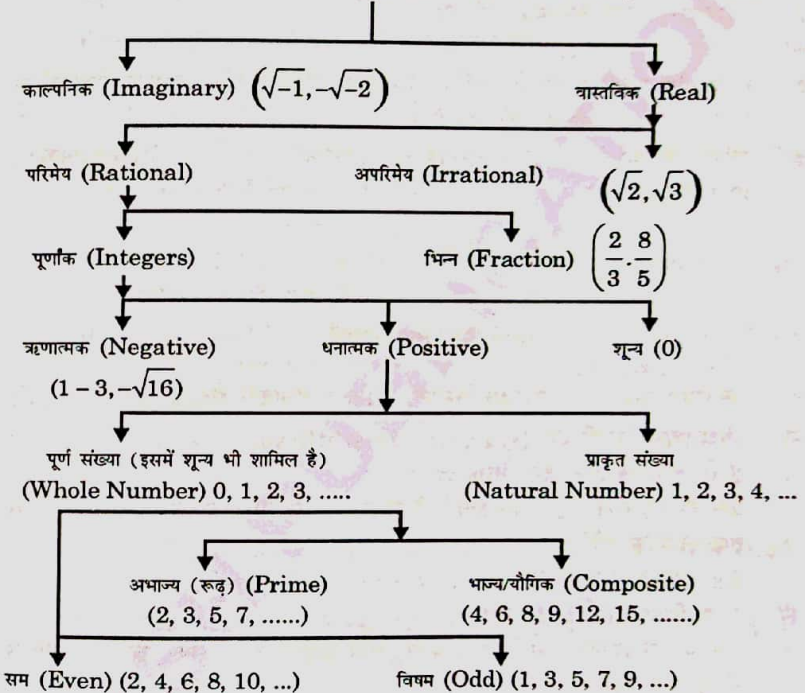 काल्पनिक (Imaginary) (√-1, -√-2)
वास्तविक (Real)
परिमेय (Rational)
अपरिमेय (Irrational)
(√2, √3)
पूर्णांक (Integers)
भिन्न (Fraction) (2/3 . 8/5)
ऋणात्मक (Negative)
धनात्मक (Positive)
शून्य (0)
(1 – 3, -√16)
पूर्ण संख्या (इसमें शून्य भी शामिल है)
प्राकृत संख्या
(Whole Number) 0, 1, 2, 3, .....
(Natural Number) 1, 2, 3, 4, ...
अभाज्य (रूढ़) (Prime)
भाज्य/यौगिक (Composite)
(2, 3, 5, 7, ......)
(4, 6, 8, 9, 12, 15, ......)
सम (Even) (2, 4, 6, 8, 10, ...)
विषम (Odd) (1, 3, 5, 7, 9, ...)